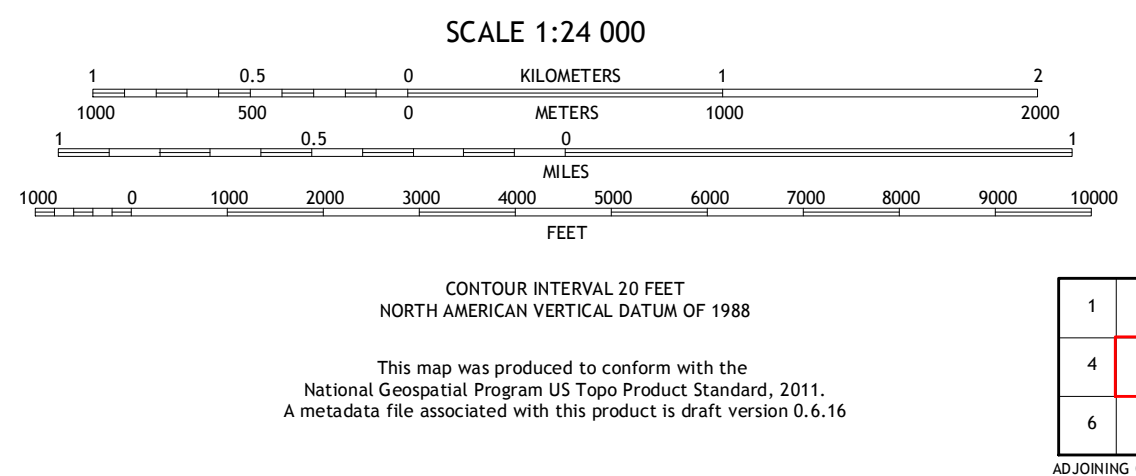 SCALE 1:24 000
1 0.5 0 KILOMETERS 1 2
1000 500 0 METERS 1000 2000
1 0.5 0 1
MILES
1000 0 1000 2000 3000 4000 5000 6000 7000 8000 9000 10000
FEET
CONTOUR INTERVAL 20 FEET
NORTH AMERICAN VERTICAL DATUM OF 1988
This map was produced to conform with the
National Geospatial Program US Topo Product Standard, 2011.
A metadata file associated with this product is draft version 0.6.16
1
4
6
ADJOINING